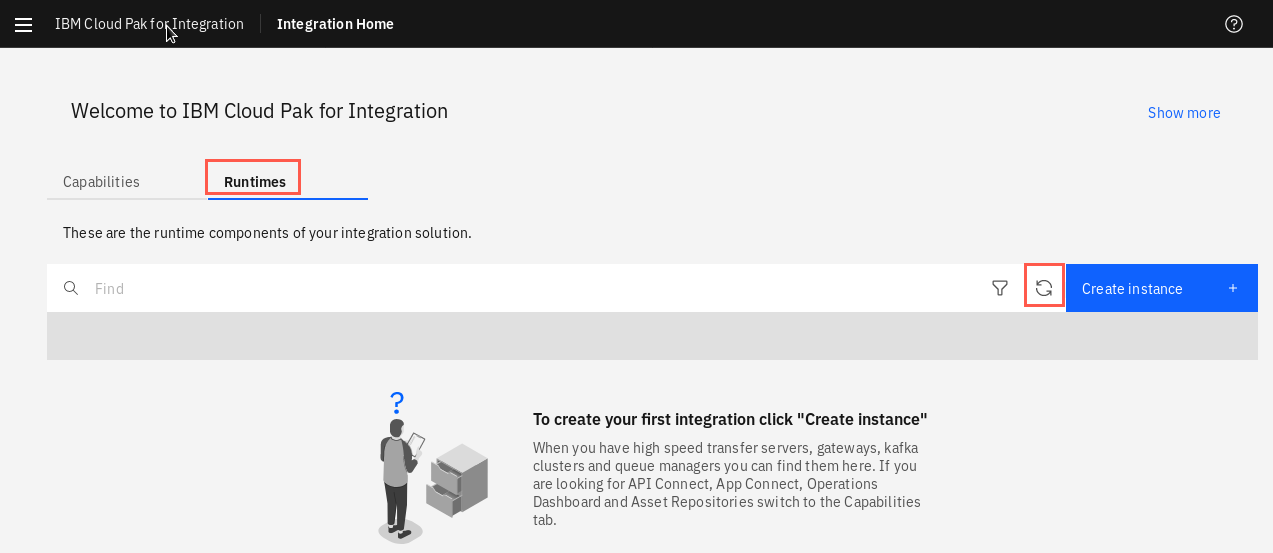 IBM Cloud Pak for Integration
Integration Home
Welcome to IBM Cloud Pak for Integration
Show more
Capabilities
Runtimes
These are the runtime components of your integration solution.
Find
Create instance +
?
To create your first integration click "Create instance"
When you have high speed transfer servers, gateways, kafka
clusters and queue managers you can find them here. If you
are looking for API Connect, App Connect, Operations
Dashboard and Asset Repositories switch to the Capabilities
tab.